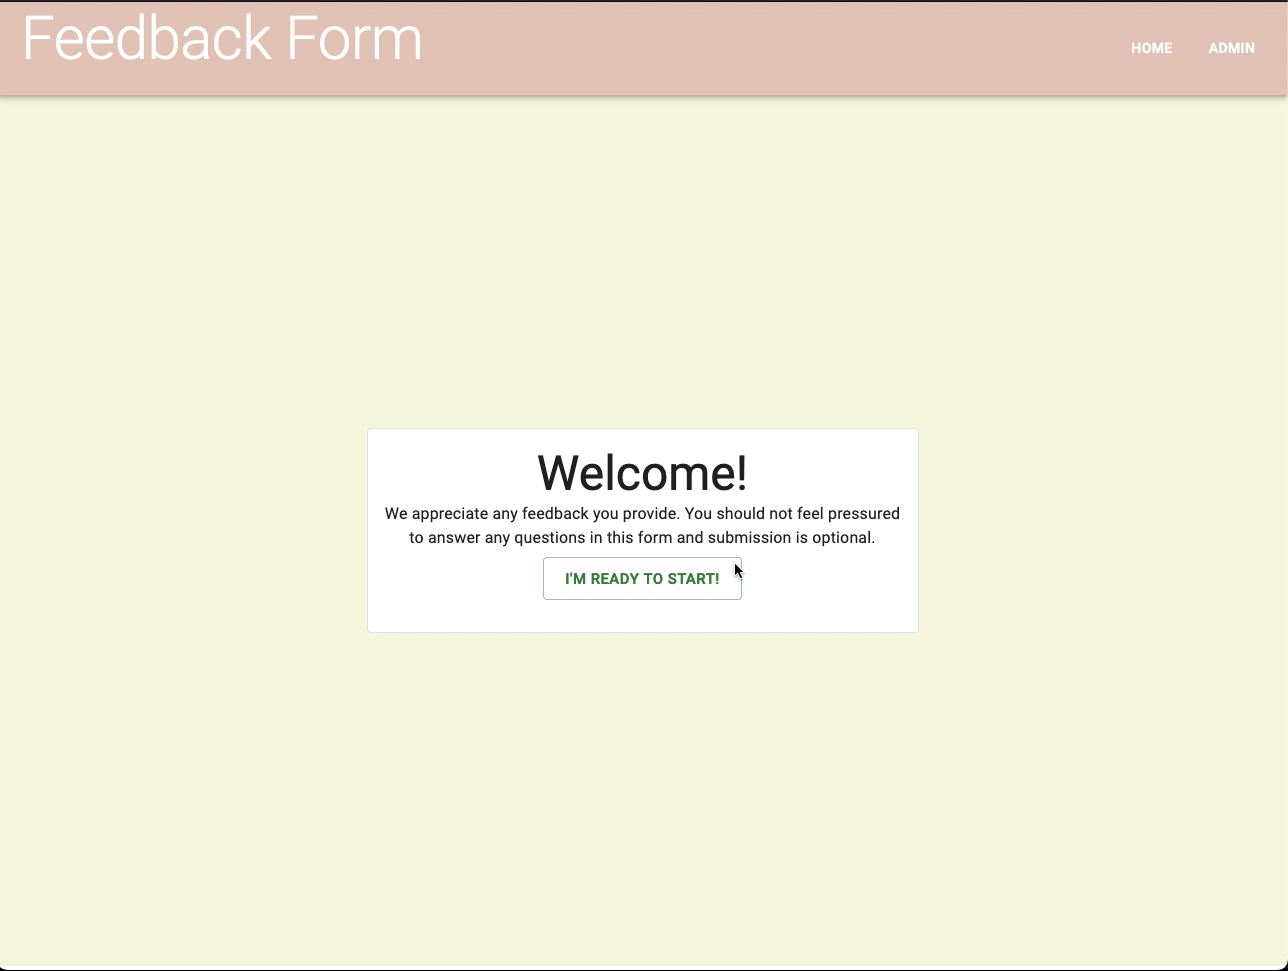 Feedback Form
HOME
ADMIN
Welcome!
We appreciate any feedback you provide. You should not feel pressured
to answer any questions in this form and submission is optional.
I'M READY TO START!